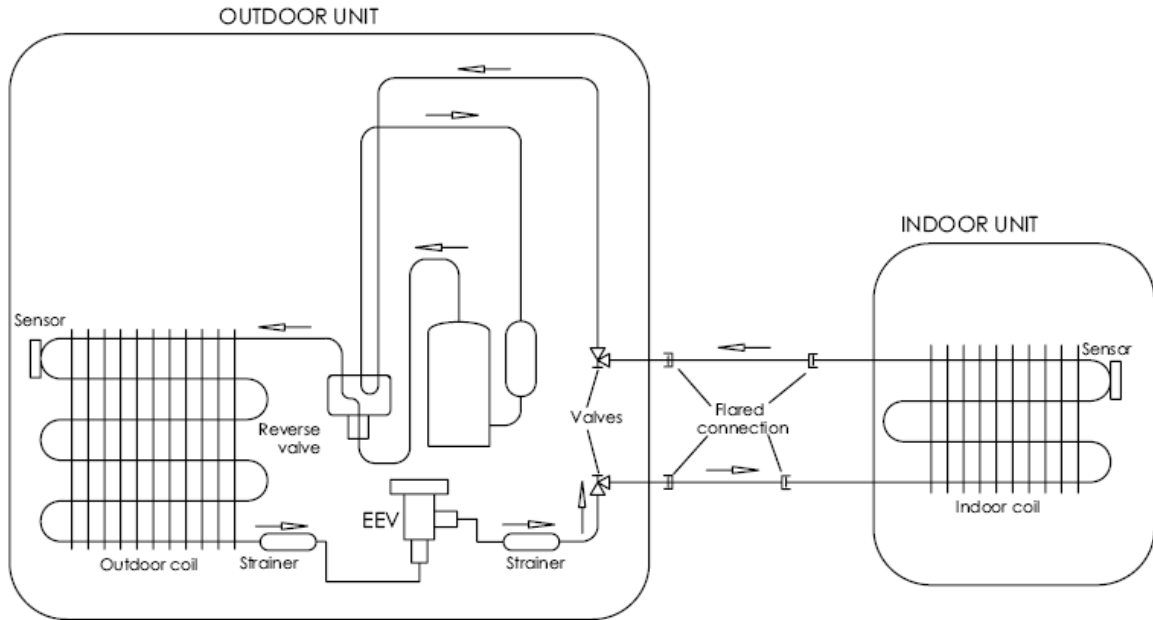 OUTDOOR UNIT
INDOOR UNIT
Sensor
Sensor
Reverse
valve
Valves
Flared
connection
EEV
Outdoor coil
Strainer
Strainer
Indoor coil